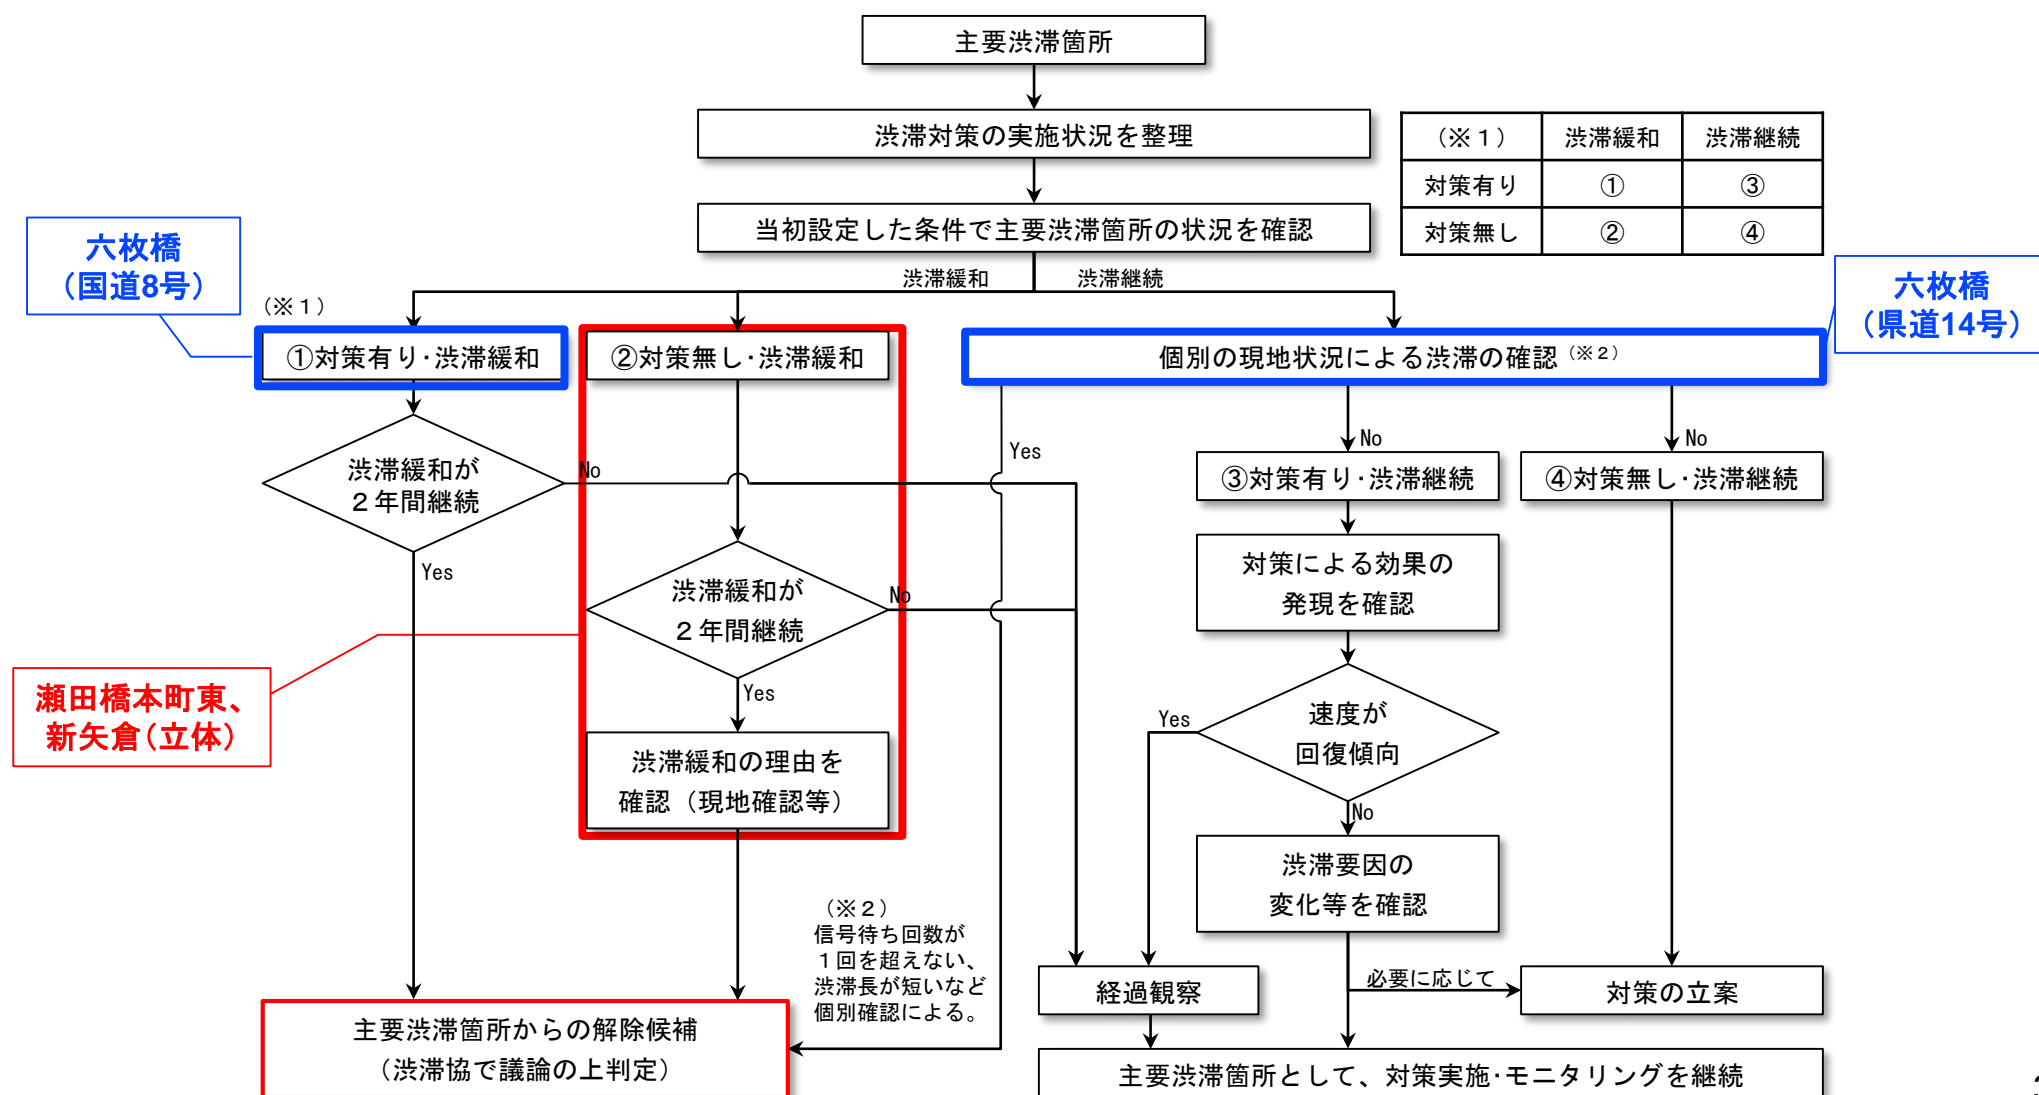 主要渋滞箇所
渋滞対策の実施状況を整理
（※１） 渋滞緩和 渋滞継続
対策有り ① ③
対策無し ② ④
当初設定した条件で主要渋滞箇所の状況を確認
渋滞緩和 渋滞継続
六枚橋
（国道8号）
六枚橋
（県道14号）
（※１）
①対策有り･渋滞緩和
②対策無し･渋滞緩和
個別の現地状況による渋滞の確認（※２）
渋滞緩和が
２年間継続
No
Yes
Yes
No
No
③対策有り･渋滞継続
④対策無し･渋滞継続
対策による効果の
発現を確認
渋滞緩和が
２年間継続
No
Yes
瀬田橋本町東、
新矢倉（立体）
渋滞緩和の理由を
確認（現地確認等）
速度が
回復傾向
Yes
No
渋滞要因の
変化等を確認
（※２）
信号待ち回数が
１回を超えない、
渋滞長が短いなど
個別確認による。
経過観察
必要に応じて
対策の立案
主要渋滞箇所からの解除候補
（渋滞協で議論の上判定）
主要渋滞箇所として、対策実施･モニタリングを継続